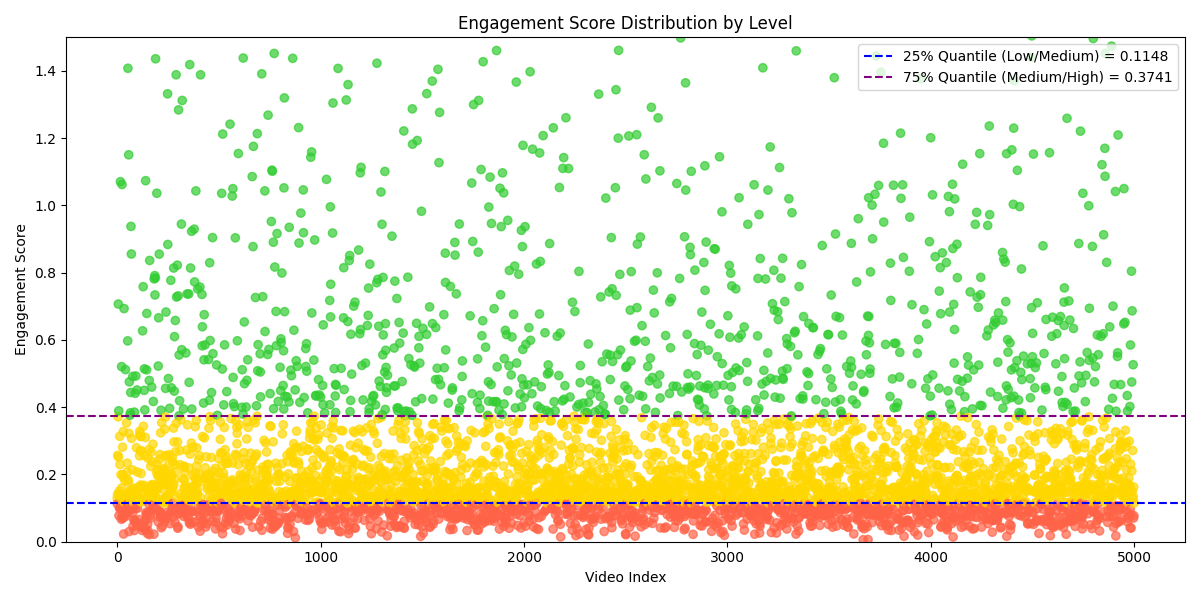 Engagement Score Distribution by Level
25% Quantile (Low/Medium) = 0.1148
75% Quantile (Medium/High) = 0.3741
Engagement Score
1.4
1.2
1.0
0.8
0.6
0.4
0.2
0.0
0 1000 2000 3000 4000 5000
Video Index